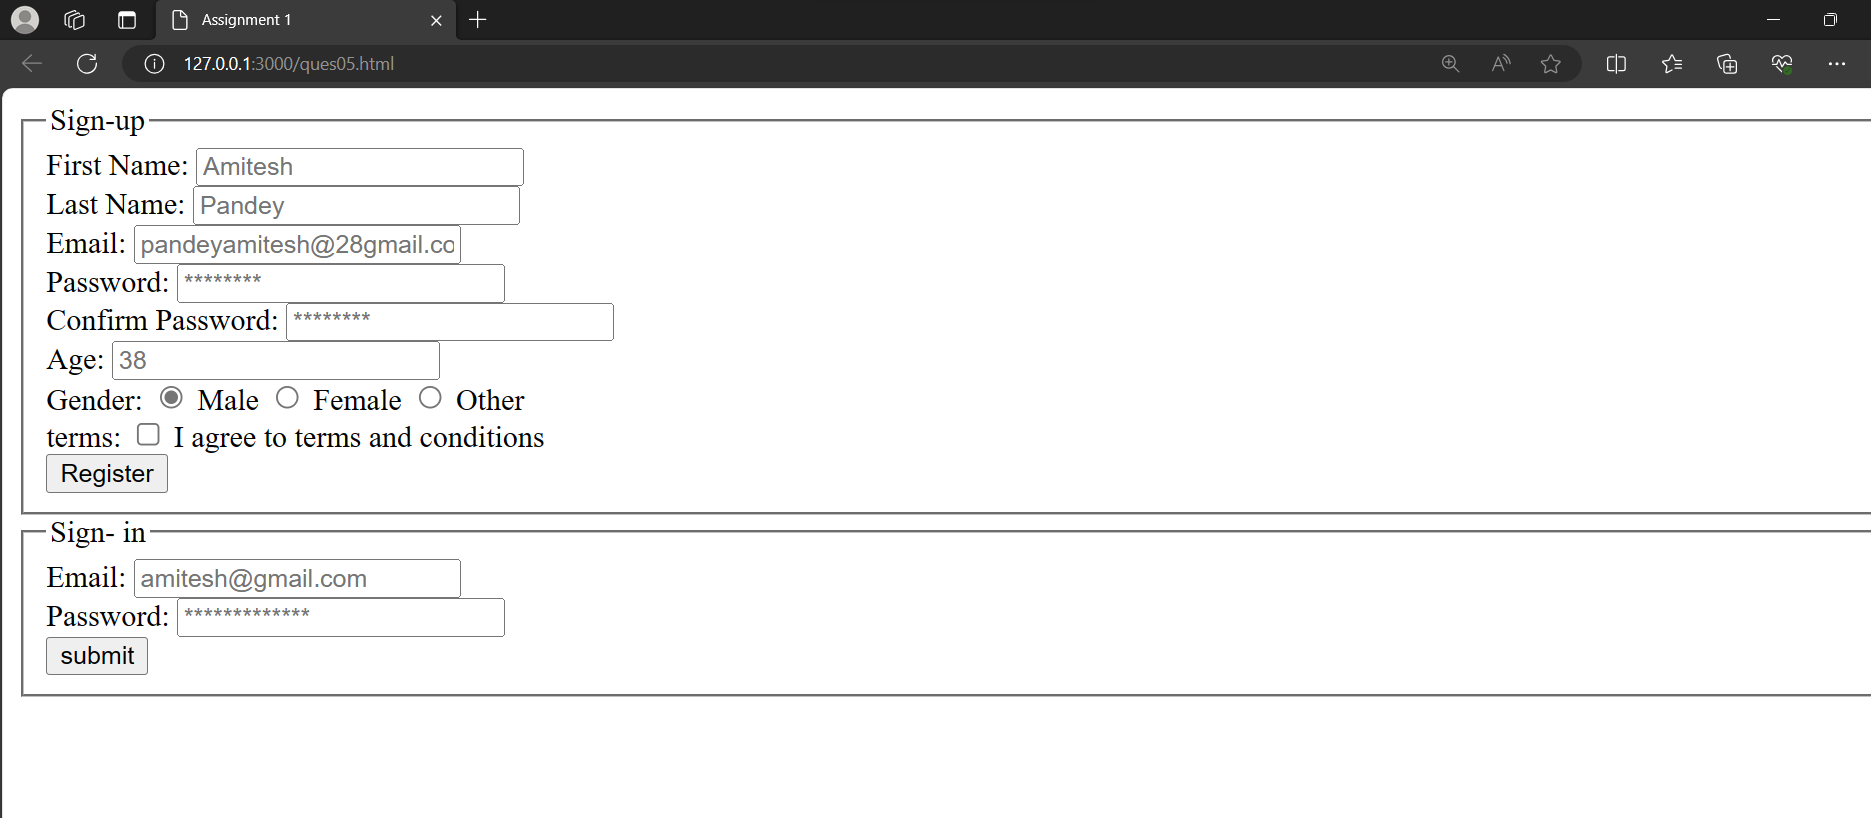 Assignment 1
127.0.0.1:3000/ques05.html
Sign-up
First Name: Amitesh
Last Name: Pandey
Email: pandeyamitesh@28gmail.co
Password: ********
Confirm Password: ********
Age: 38
Gender: Male Female Other
terms: I agree to terms and conditions
Register
Sign- in
Email: amitesh@gmail.com
Password: *************
submit